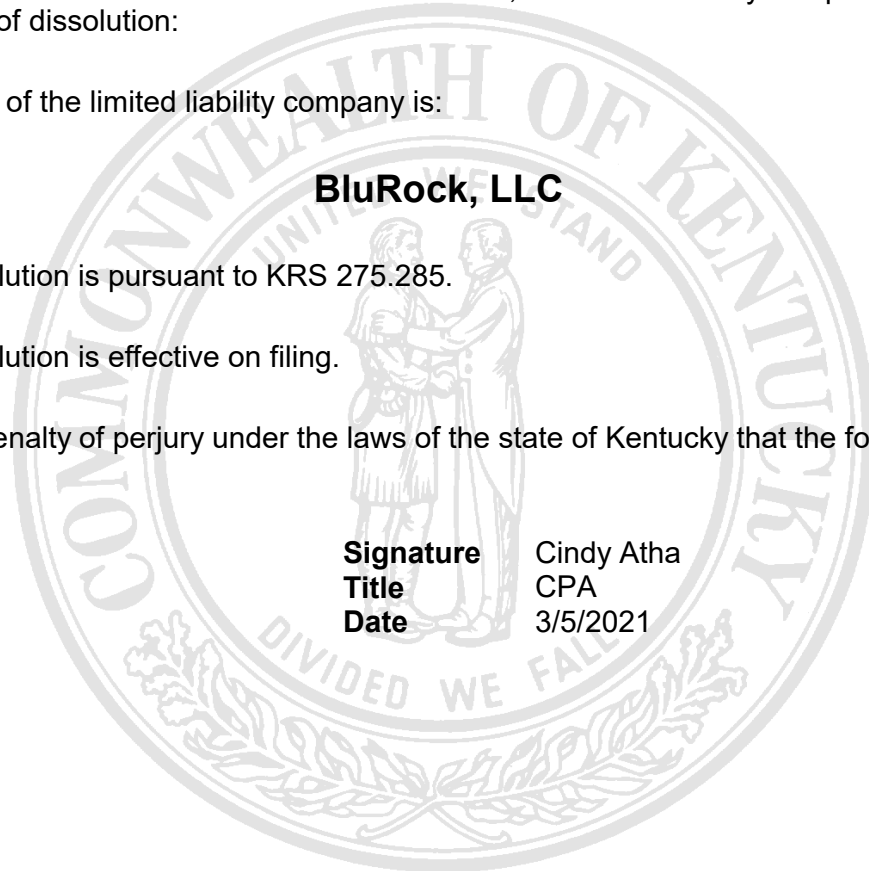 of dissolution:
of the limited liability company is:
BluRock, LLC
lution is pursuant to KRS 275.285.
lution is effective on filing.
enalty of perjury under the laws of the state of Kentucky that the fo
Signature Cindy Atha
Title CPA
Date 3/5/2021
COMMONWEALTH OF KENTUCKY
UNITED WE STAND
DIVIDED WE FALL